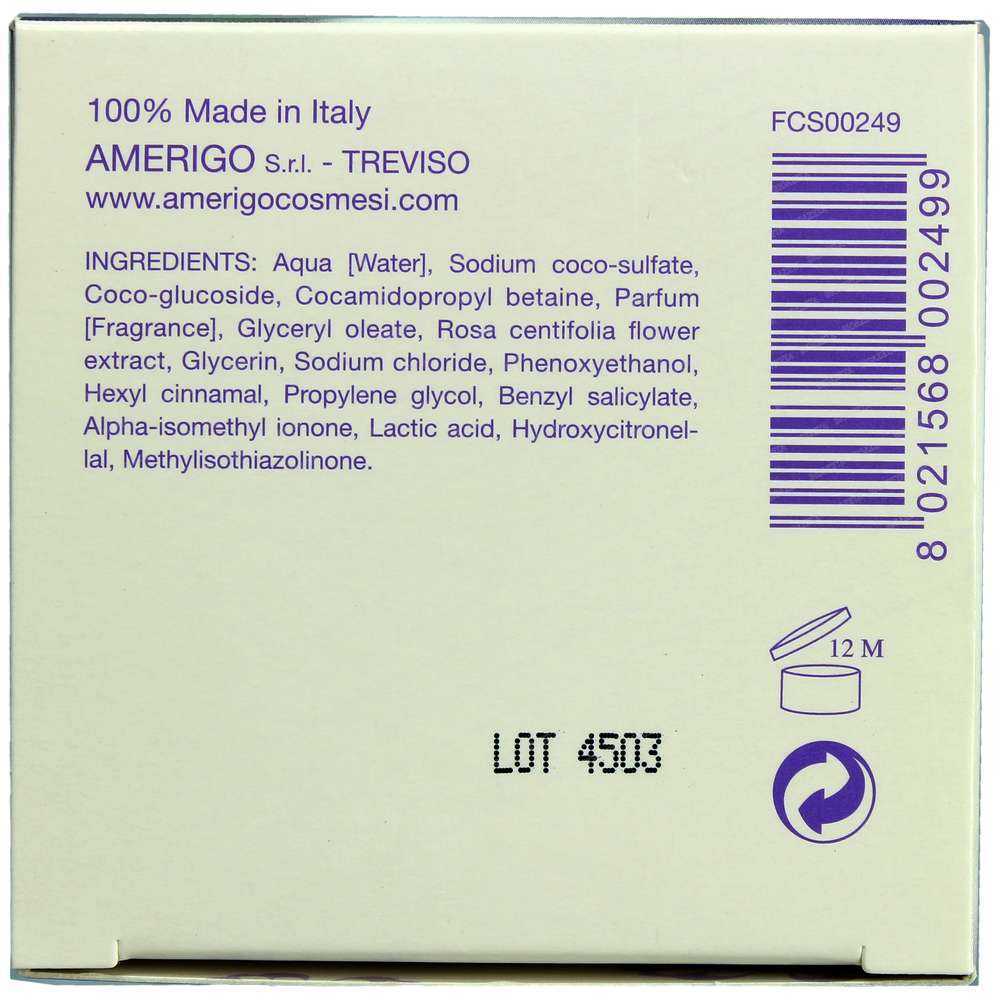 100% Made in Italy
AMERIGO S.r.l. - TREVISO
www.amerigocosmesi.com
INGREDIENTS: Aqua [Water], Sodium coco-sulfate,
Coco-glucoside, Cocamidopropyl betaine, Parfum
[Fragrance], Glyceryl oleate, Rosa centifolia flower
extract, Glycerin, Sodium chloride, Phenoxyethanol,
Hexyl cinnamal, Propylene glycol, Benzyl salicylate,
Alpha-isomethyl ionone, Lactic acid, Hydroxycitronel-
lal, Methylisothiazolinone.
FCS00249
8 021568 002499
12 M
LOT 4503